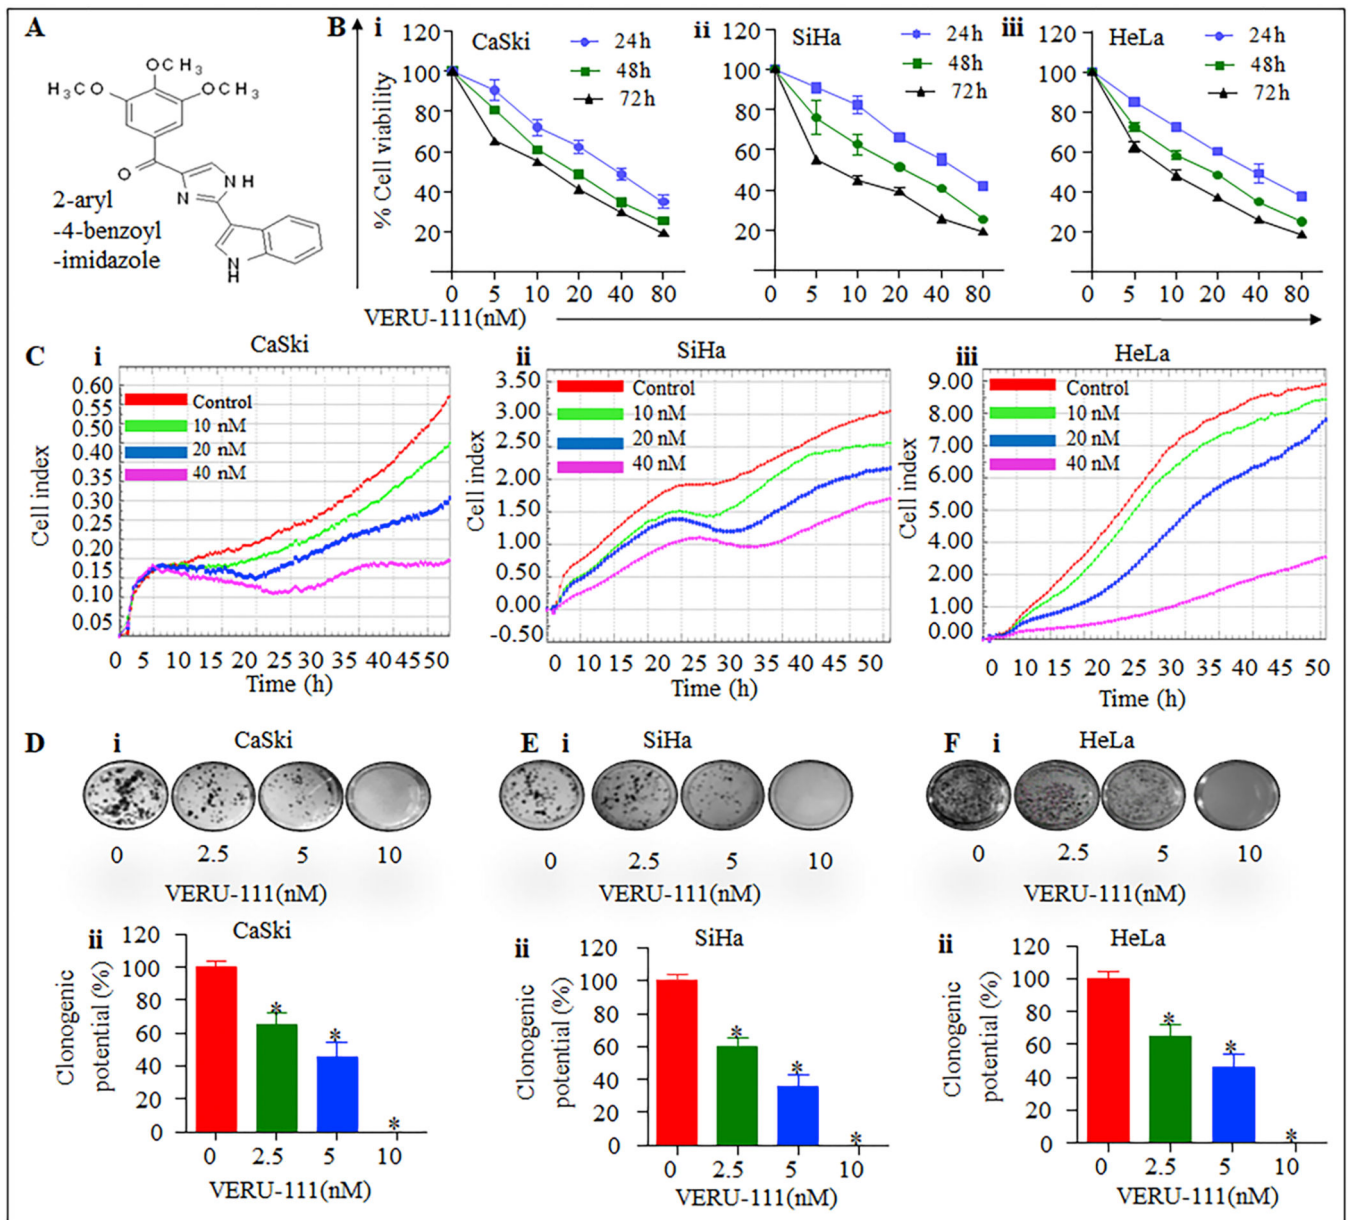 A
OCH₃
H₃CO
OCH₃
O
N
N H
N
H
2-aryl
-4-benzoyl
-imidazole
B
i
CaSki
24h
48h
72h
% Cell viability
120
100
80
60
40
20
0 5 10 20 40 80
ii
SiHa
24h
48h
72h
120
100
80
60
40
20
0 5 10 20 40 80
iii
HeLa
24h
48h
72h
120
100
80
60
40
20
0 5 10 20 40 80
VERU-111(nM)
C
i
CaSki
Control
10 nM
20 nM
40 nM
Cell index
0.60
0.55
0.50
0.40
0.35
0.30
0.25
0.20
0.15
0.10
0.05
0 5 10 15 20 25 30 35 40 45 50
Time (h)
ii
SiHa
Control
10 nM
20 nM
40 nM
Cell index
3.50
3.00
2.50
2.00
1.00
0.50
0.00
-0.50
0 10 15 20 25 30 35 40 45 50
Time (h)
iii
HeLa
Control
10 nM
20 nM
40 nM
Cell index
9.00
8.00
7.00
6.00
4.00
2.00
1.00
0.00
0 10 20 25 30 35 40 45 50
Time (h)
D
i
CaSki
0 2.5 5 10
VERU-111(nM)
ii
CaSki
Clonogenic
potential (%)
120
100
80
60
40
20
0
* * *
0 2.5 5 10
VERU-111(nM)
E
i
SiHa
0 2.5 5 10
VERU-111(nM)
ii
SiHa
Clonogenic
potential (%)
120
100
80
60
40
20
0
* * *
0 2.5 5 10
VERU-111(nM)
F
i
HeLa
0 2.5 5 10
VERU-111(nM)
ii
HeLa
Clonogenic
potential (%)
120
100
80
60
40
20
0
* * *
0 2.5 5 10
VERU-111(nM)